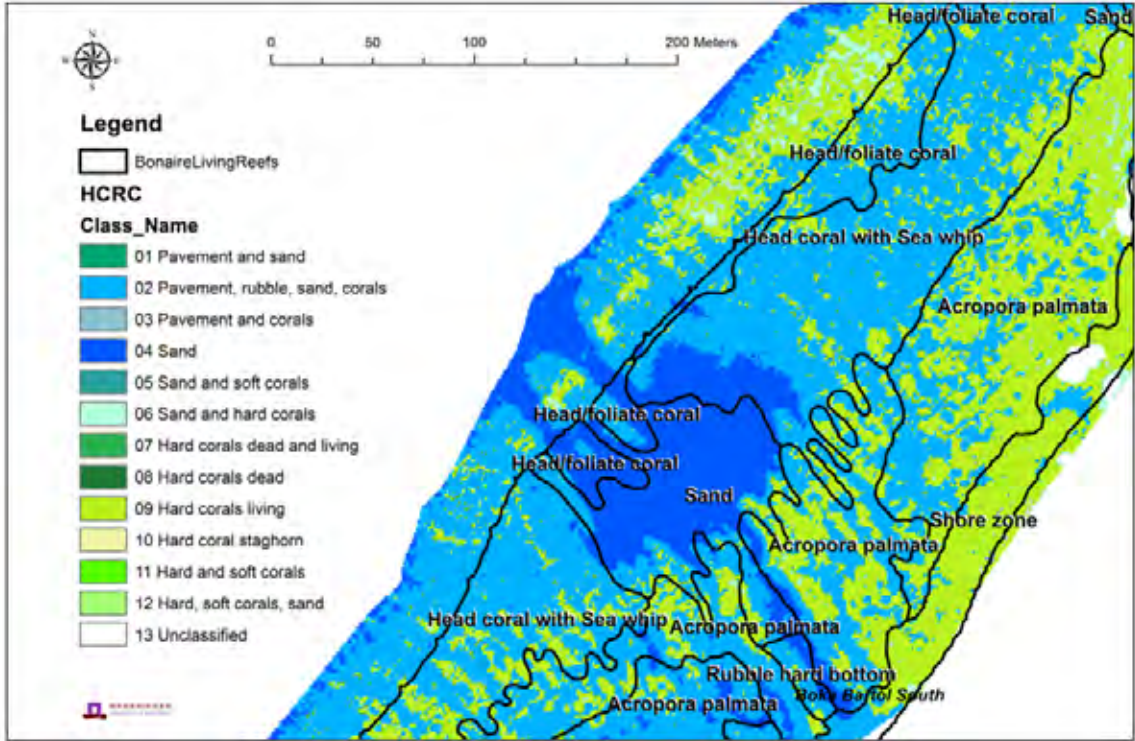 N
S
0 50 100 200 Meters
Legend
BonaireLivingReefs
HCRC
Class_Name
01 Pavement and sand
02 Pavement, rubble, sand, corals
03 Pavement and corals
04 Sand
05 Sand and soft corals
06 Sand and hard corals
07 Hard corals dead and living
08 Hard corals dead
09 Hard corals living
10 Hard coral staghorn
11 Hard and soft corals
12 Hard, soft corals, sand
13 Unclassified
Head/foliate coral
Sand
Head/foliate coral
Head coral with Sea whip
Acropora palmata
Head/foliate coral
Head/foliate coral
Sand
Shore zone
Acropora palmata
Head coral with Sea whip
Acropora palmata
Rubble hard bottom
Boka Bartol South
Acropora palmata